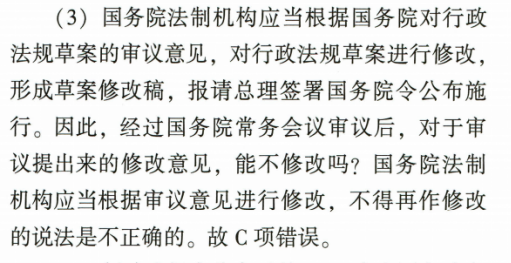 (3) 国务院法制机构应当根据国务院对行政
法规草案的审议意见，对行政法规草案进行修改，
形成草案修改稿，报请总理签署国务院令公布施
行。因此，经过国务院常务会议审议后，对于审
议提出来的修改意见，能不修改吗？国务院法制
机构应当根据审议意见进行修改，不得再作修改
的说法是不正确的。故 C 项错误。